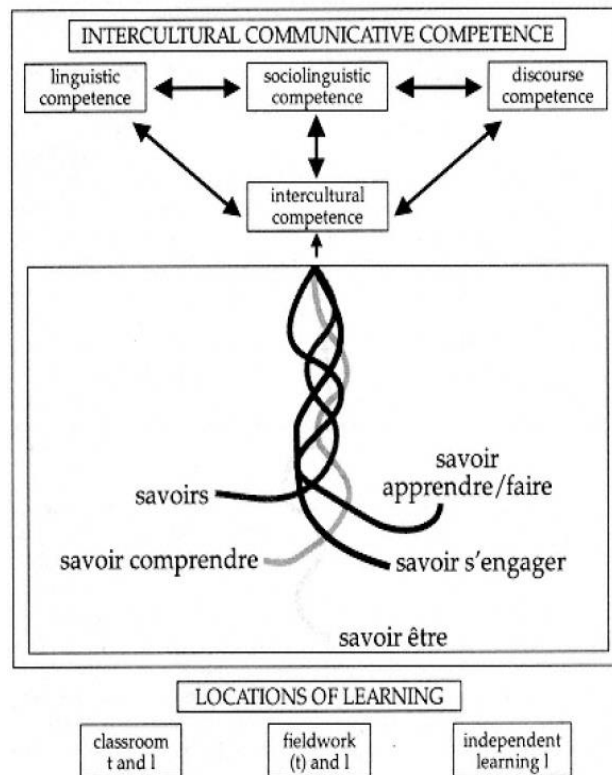 INTERCULTURAL COMMUNICATIVE COMPETENCE
linguistic
competence
sociolinguistic
competence
discourse
competence
intercultural
competence
savoirs
savoir
apprendre/faire
savoir comprendre
savoir s'engager
savoir être
LOCATIONS OF LEARNING
classroom
t and l
fieldwork
(t) and l
independent
learning l